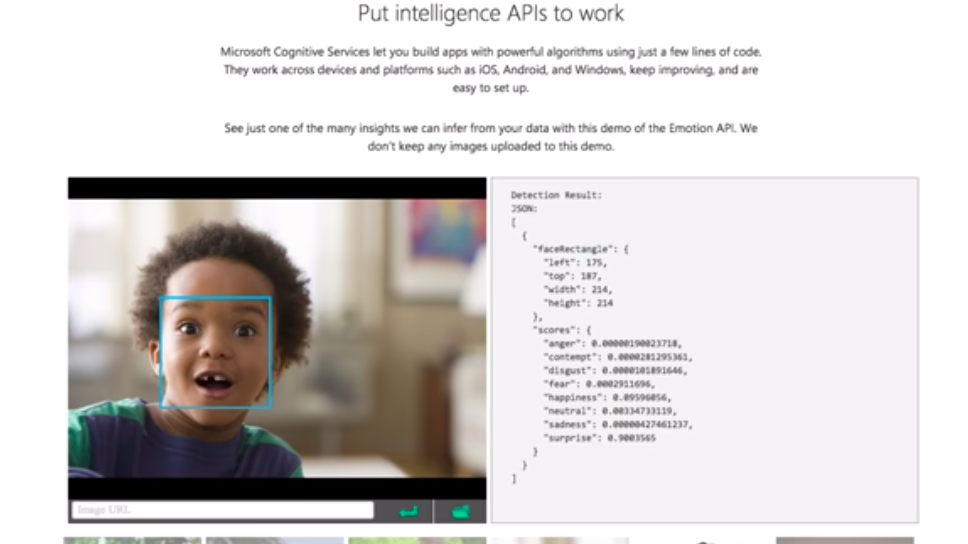 Put intelligence APIs to work
Microsoft Cognitive Services let you build apps with powerful algorithms using just a few lines of code.
They work across devices and platforms such as iOS, Android, and Windows, keep improving, and are
easy to set up.
See just one of the many insights we can infer from your data with this demo of the Emotion API. We
don't keep any images uploaded to this demo.
Detection Result:
JSON:
[
{
"faceRectangle": {
"left": 175,
"top": 187,
"width": 214,
"height": 214
},
"scores": {
"anger": 0.00000190023718,
"contempt": 0.0000281295361,
"disgust": 0.0000101891646,
"fear": 0.0002911696,
"happiness": 0.09596056,
"neutral": 0.00334733119,
"sadness": 0.00000427461237,
"surprise": 0.9003565
}
}
]
Image URL